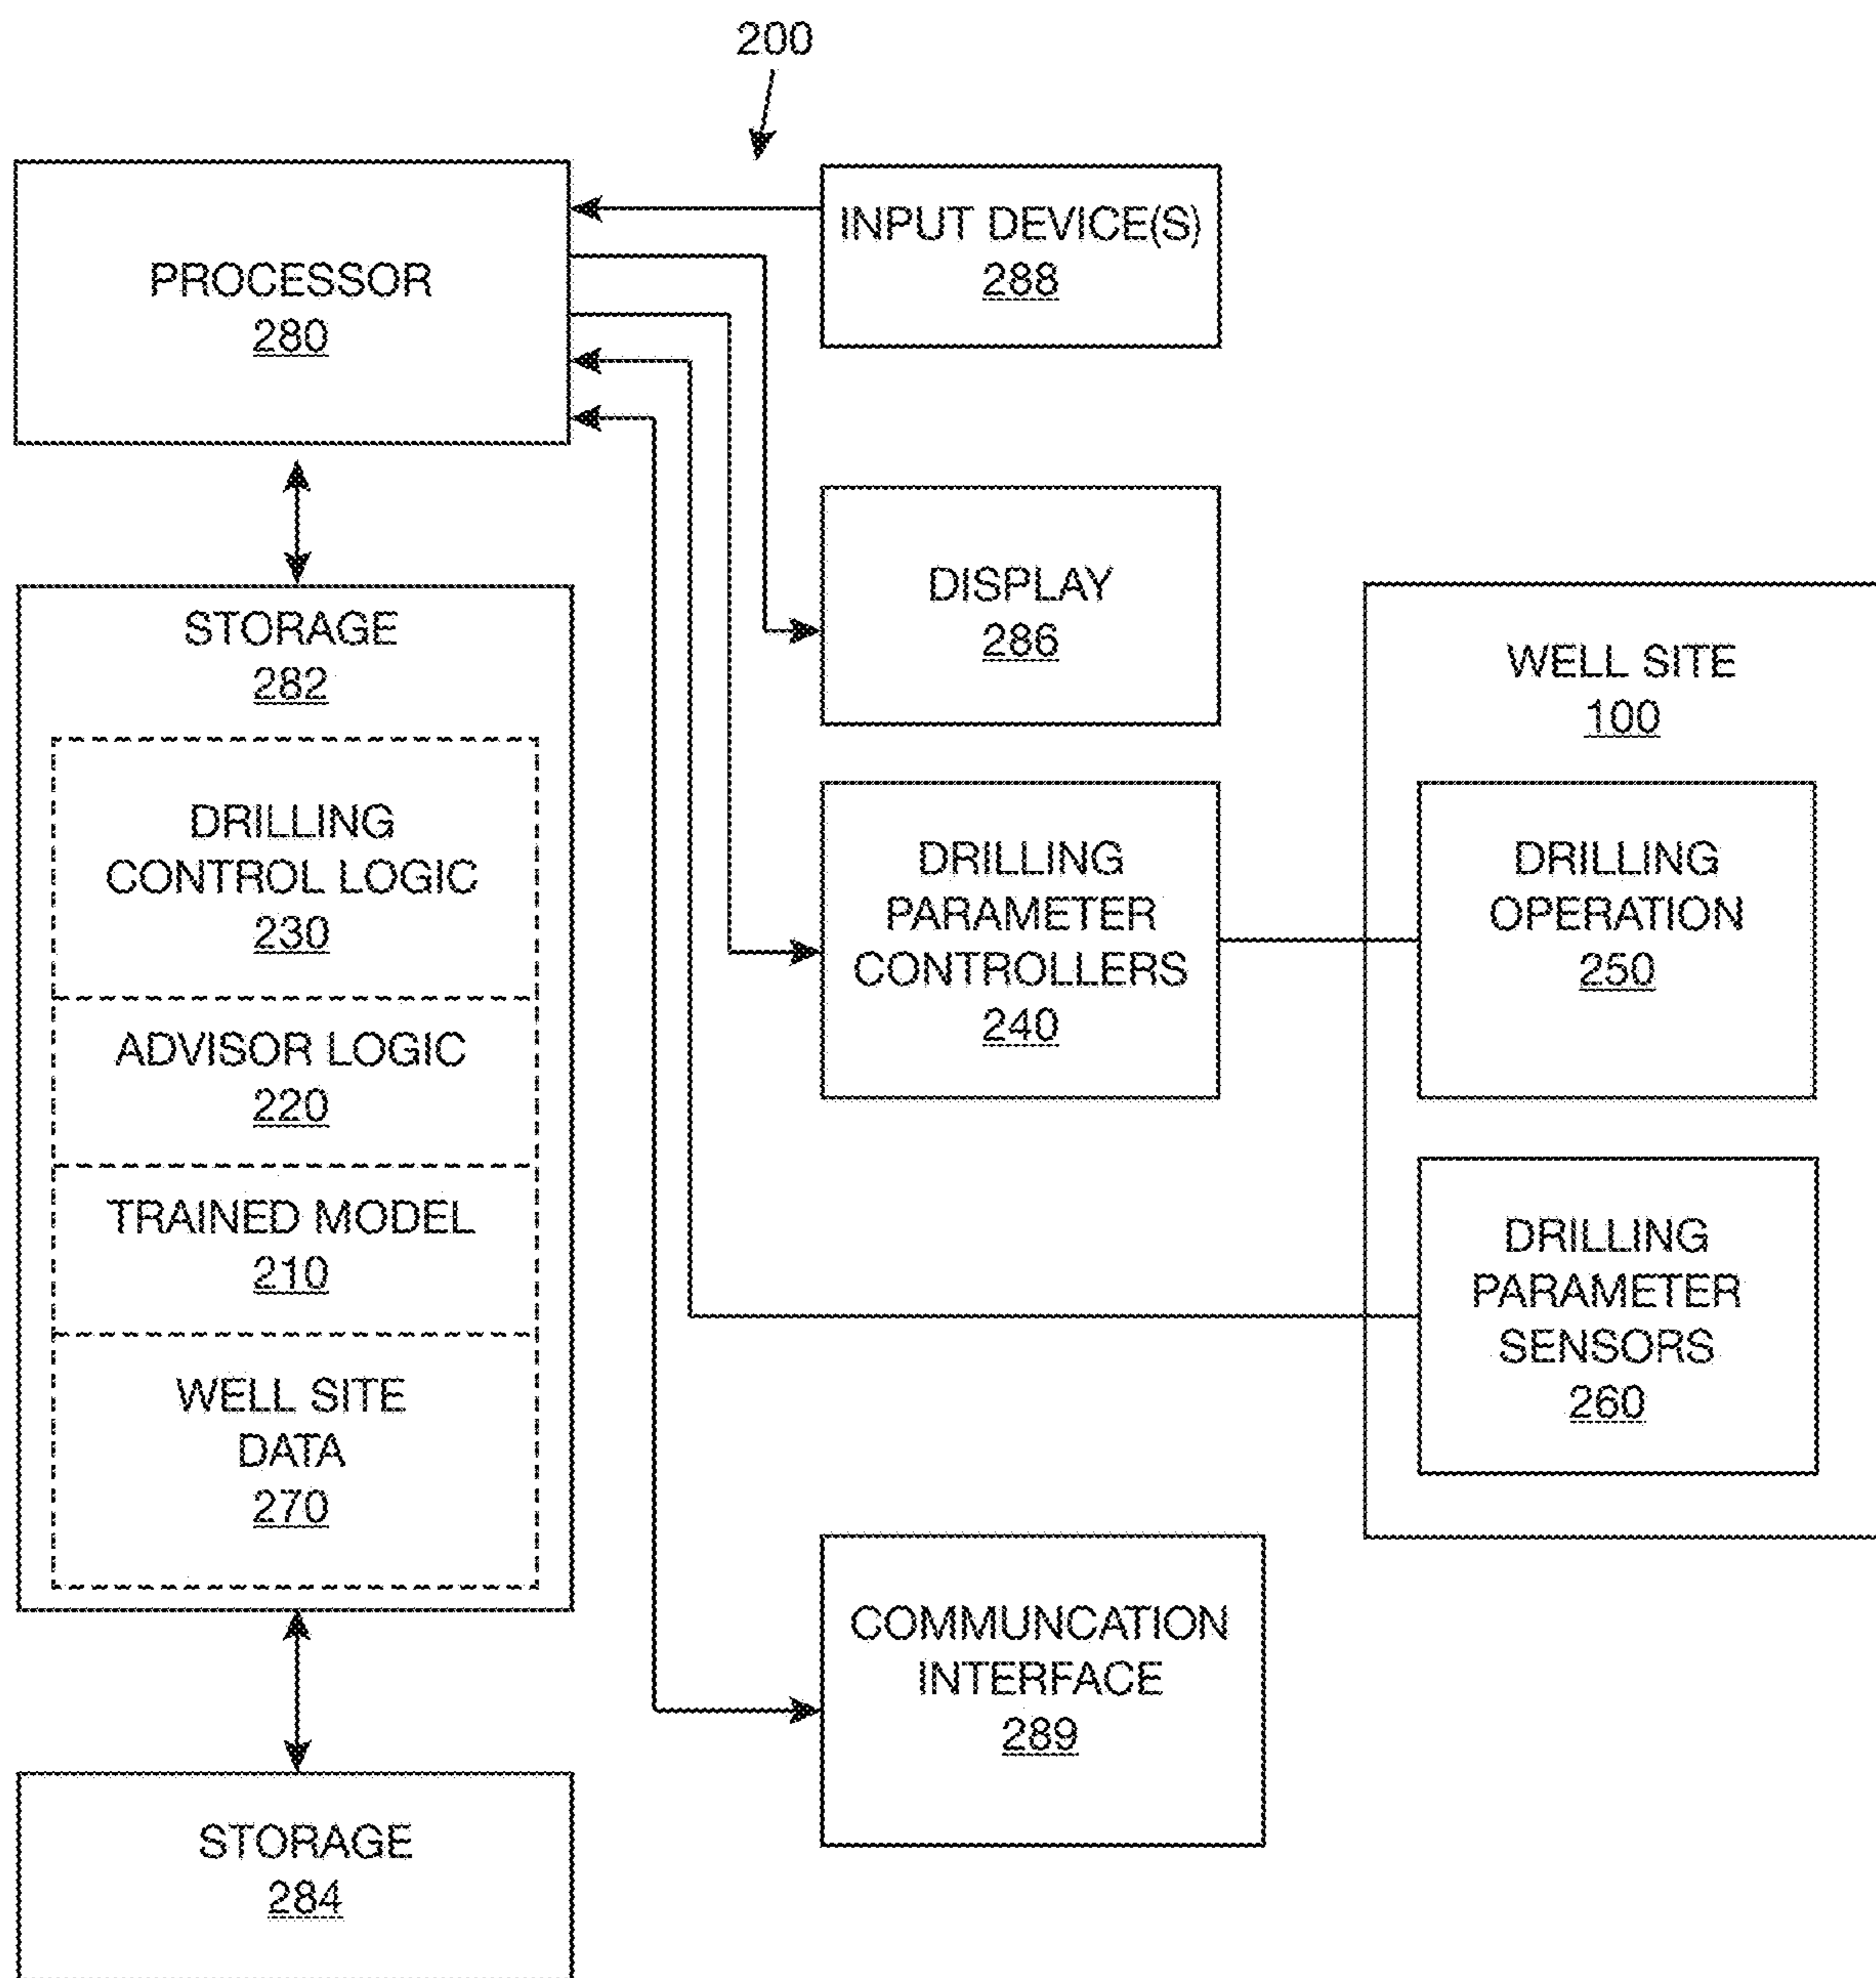 200
PROCESSOR
280
INPUT DEVICE(S)
288
STORAGE
282
DRILLING
CONTROL LOGIC
230
ADVISOR LOGIC
220
TRAINED MODEL
210
WELL SITE
DATA
270
STORAGE
284
DISPLAY
286
DRILLING
PARAMETER
CONTROLLERS
240
WELL SITE
100
DRILLING
OPERATION
250
DRILLING
PARAMETER
SENSORS
260
COMMUNCATION
INTERFACE
289